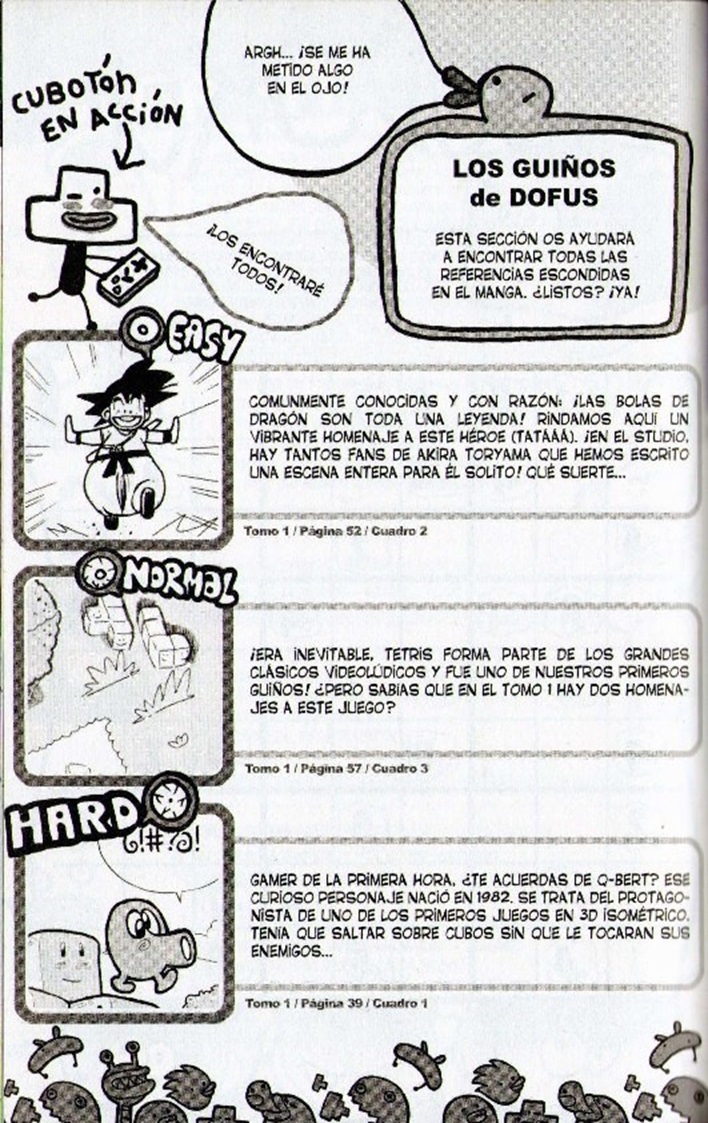 ARGH... ¡SE ME HA
METIDO ALGO
EN EL OJO!
CUBOTÓN
EN ACCIÓN
LOS GUIÑOS
de DOFUS
ESTA SECCIÓN OS AYUDARÁ
A ENCONTRAR TODAS LAS
REFERENCIAS ESCONDIDAS
EN EL MANGA. ¿LISTOS? ¡YA!
¡LOS ENCONTRARÉ
TODOS!
EASY
COMUNMENTE CONOCIDAS Y CON RAZÓN: ¡LAS BOLAS DE
DRAGÓN SON TODA UNA LEYENDA! RINDAMOS AQUÍ UN
VIBRANTE HOMENAJE A ESTE HÉROE (TATÁÁÁ). ¡EN EL STUDIO,
HAY TANTOS FANS DE AKIRA TORYAMA QUE HEMOS ESCRITO
UNA ESCENA ENTERA PARA ÉL SOLITO! QUÉ SUERTE...
Tomo 1 / Página 52 / Cuadro 2
NORMAL
¡ERA INEVITABLE, TETRIS FORMA PARTE DE LOS GRANDES
CLÁSICOS VIDEOLÚDICOS Y FUE UNO DE NUESTROS PRIMEROS
GUIÑOS! ¿PERO SABIAS QUE EN EL TOMO 1 HAY DOS HOMENA-
JES A ESTE JUEGO?
Tomo 1 / Página 57 / Cuadro 3
HARD
@!#?@!
GAMER DE LA PRIMERA HORA, ¿TE ACUERDAS DE Q-BERT? ESE
CURIOSO PERSONAJE NACIÓ EN 1982. SE TRATA DEL PROTAGO-
NISTA DE UNO DE LOS PRIMEROS JUEGOS EN 3D ISOMÉTRICO.
TENÍA QUE SALTAR SOBRE CUBOS SIN QUE LE TOCARAN SUS
ENEMIGOS...
Tomo 1 / Página 39 / Cuadro 1